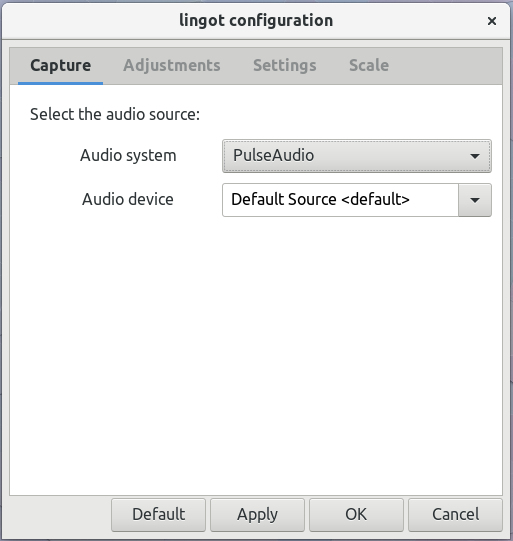 lingot configuration
Capture Adjustments Settings Scale
Select the audio source:
Audio system PulseAudio
Audio device Default Source <default>
Default Apply OK Cancel